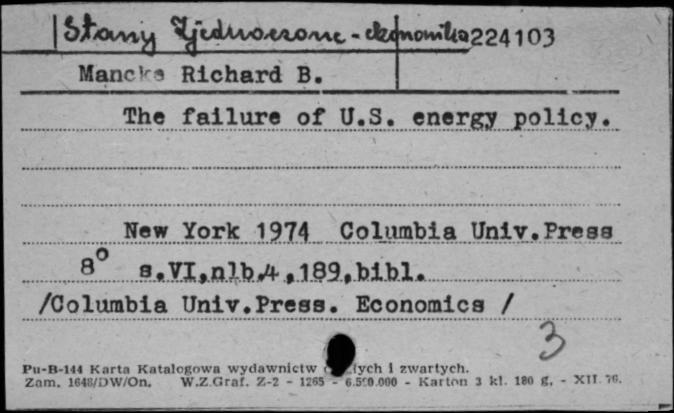 Stany Zjednoczone - ekonomika 224103
Mancke Richard B.
The failure of U.S. energy policy.
New York 1974 Columbia Univ.Press
8° s.VI,nlb.4,189,bibl.
/Columbia Univ.Press. Economics /
3
Pu-B-144 Karta Katalogowa wydawnictw i zwartych.
Zam. 1648/DW/On. W.Z.Graf. Z-2 - 1265 - 6.500.000 - Karton 3 kl. 180 g. - XII.76.